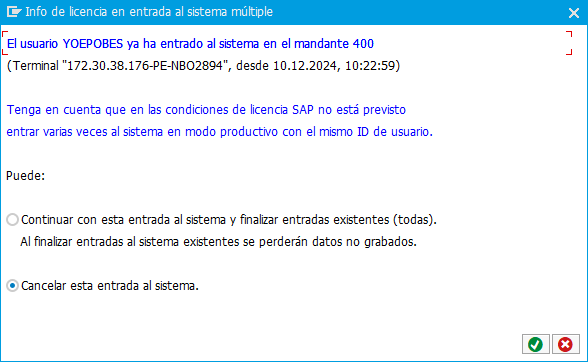 Info de licencia en entrada al sistema múltiple
El usuario YOEPOBES ya ha entrado al sistema en el mandante 400
(Terminal "172.30.38.176-PE-NBO2894", desde 10.12.2024, 10:22:59)
Tenga en cuenta que en las condiciones de licencia SAP no está previsto
entrar varias veces al sistema en modo productivo con el mismo ID de usuario.
Puede:
Continuar con esta entrada al sistema y finalizar entradas existentes (todas).
Al finalizar entradas al sistema existentes se perderán datos no grabados.
Cancelar esta entrada al sistema.